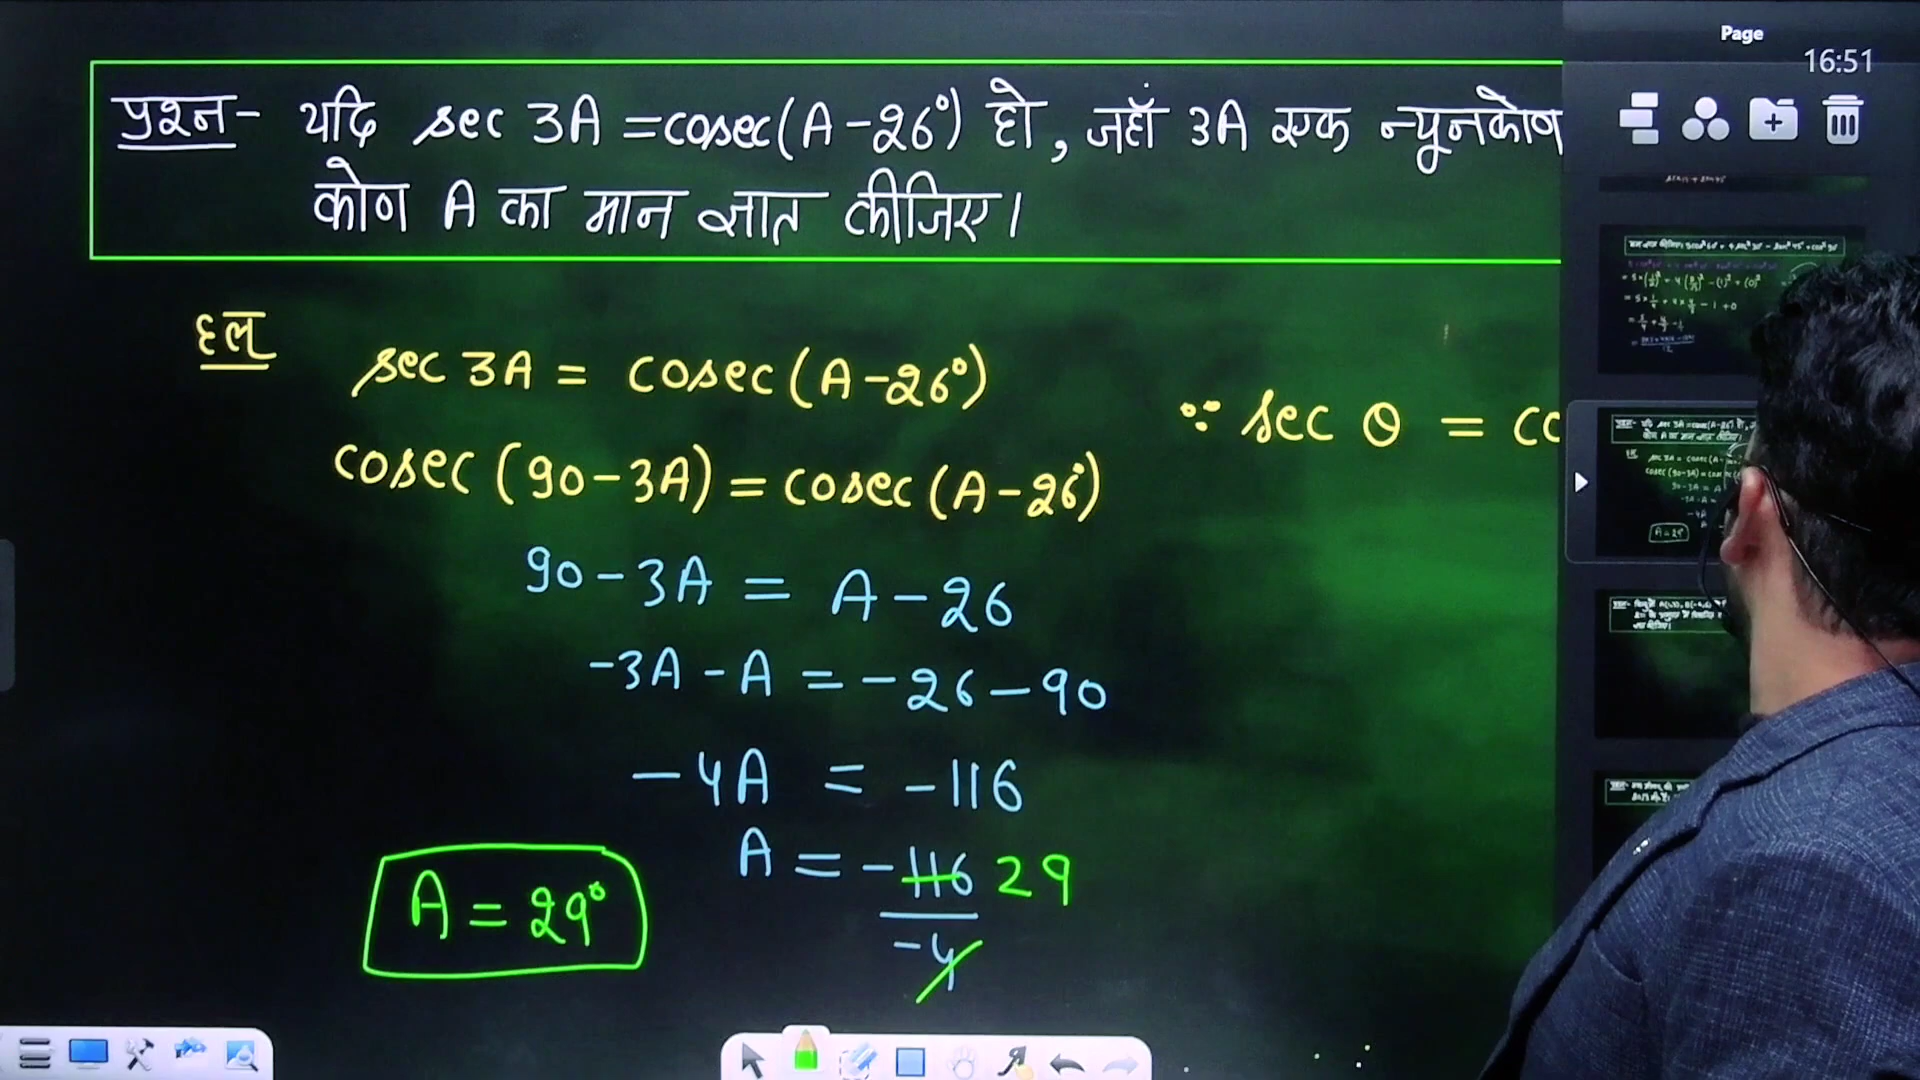 Page
16:51
प्रश्न- यदि sec 3A = cosec(A-26°) हो, जहाँ 3A एक न्यूनकोण
कोण A का मान ज्ञात कीजिए।
हल
sec 3A = cosec(A-26°)
∵ sec θ = co
cosec(90-3A) = cosec(A-26°)
90-3A = A-26
-3A-A = -26-90
-4A = -116
A = -116 29
-4
A = 29°